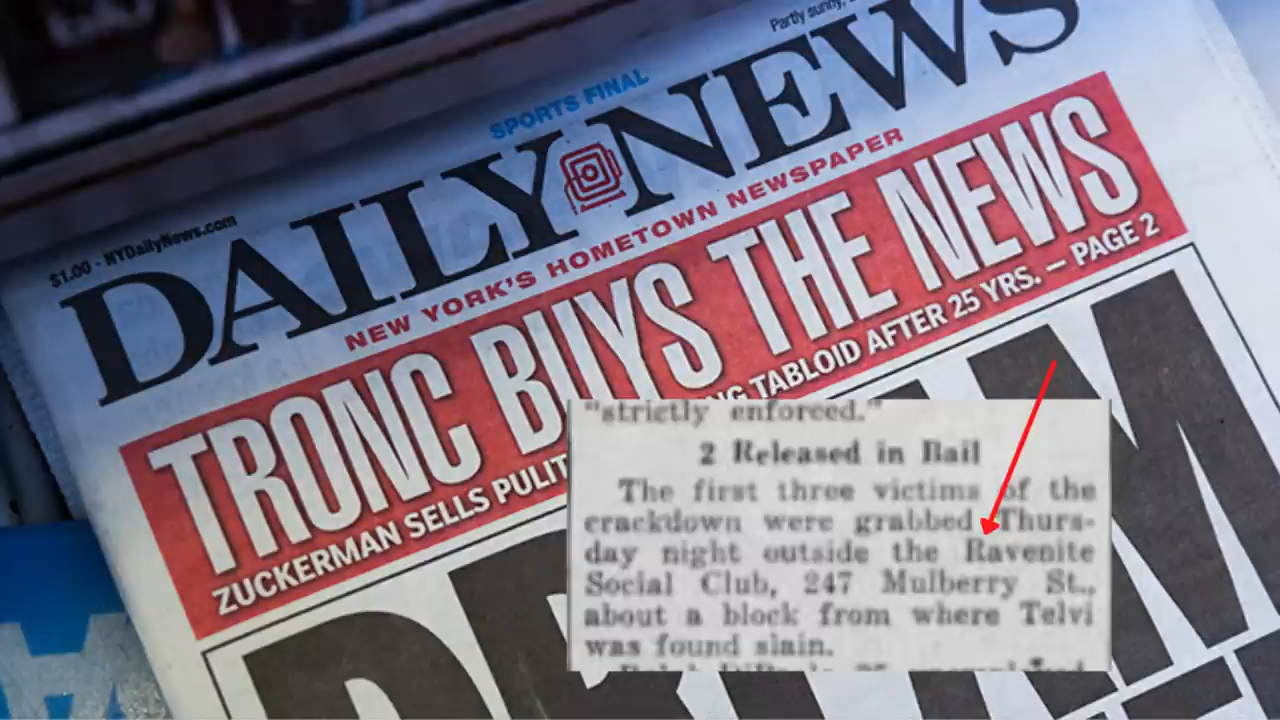 Partly sunny,
SPORTS FINAL
$1.00 - NYDailyNews.com
DAILY NEWS
NEW YORK'S HOMETOWN NEWSPAPER
TRONC BUYS THE NEWS
ZUCKERMAN SELLS PULIT
NG TABLOID AFTER 25 YRS. — PAGE 2
"strictly enforced."
2 Released in Bail
The first three victims of the
crackdown were grabbed Thurs-
day night outside the Ravenite
Social Club, 247 Mulberry St.,
about a block from where Telvi
was found slain.